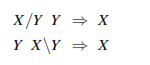 X/Y Y ⇒ X
Y X\Y ⇒ X